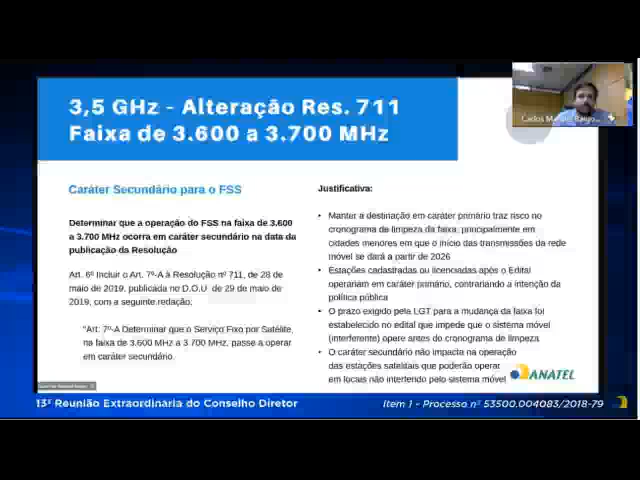 3,5 GHz - Alteração Res. 711
Faixa de 3.600 a 3.700 MHz
Carlos Manuel
Caráter Secundário para o FSS
Determinar que a operação do FSS na faixa de 3.600
a 3.700 MHz ocorra em caráter secundário na data da
publicação da Resolução
Art. 6º Incluir o Art. 7º-A à Resolução nº 711, de 28 de
maio de 2019, publicada no D.O.U de 29 de maio de
2019, com a seguinte redação:
"Art. 7º-A Determinar que o Serviço Fixo por Satélite,
na faixa de 3.600 MHz a 3.700 MHz, passe a operar
em caráter secundário.
Justificativa:
• Manter a destinação em caráter primário traz risco no
cronograma de limpeza da faixa, principalmente em
cidades menores em que o início das transmissões da rede
móvel se dará a partir de 2026
• Estações cadastradas ou licenciadas após o Edital
operariam em caráter primário, contrariando a intenção da
política pública
• O prazo exigido pela LGT para a mudança da faixa foi
estabelecido no edital que impede que o sistema móvel
(interferente) opere antes do cronograma de limpeza
• O caráter secundário não impacta na operação
das estações satelitais que poderão operar
em locais não interferindo pelo sistema móvel
ANATEL
13ª Reunião Extraordinaria do Conselho Diretor
Item 1 - Processo nº 53500.004083/2018-79